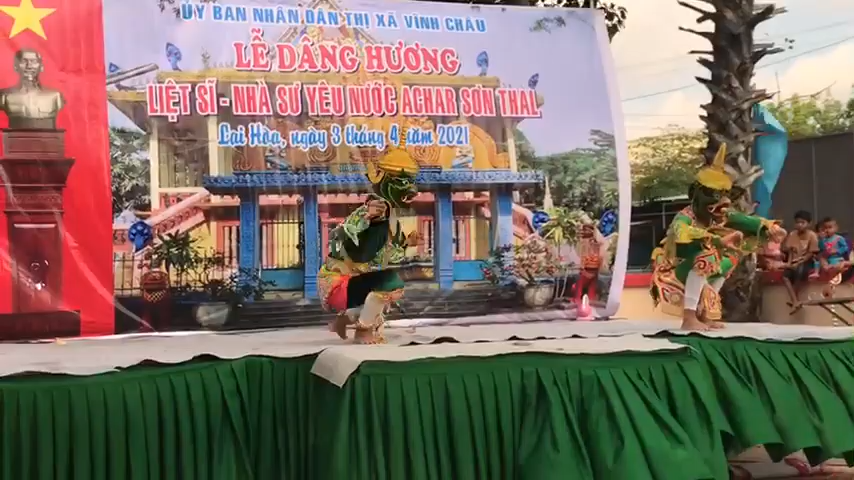 ỦY BAN NHÂN DÂN THỊ XÃ VĨNH CHÂU
LỄ DÂNG HƯƠNG
LIỆT SĨ - NHÀ SƯ YÊU NƯỚC ACHAR SƠN THAL
Lai Hòa, ngày 3 tháng 4 năm 2021